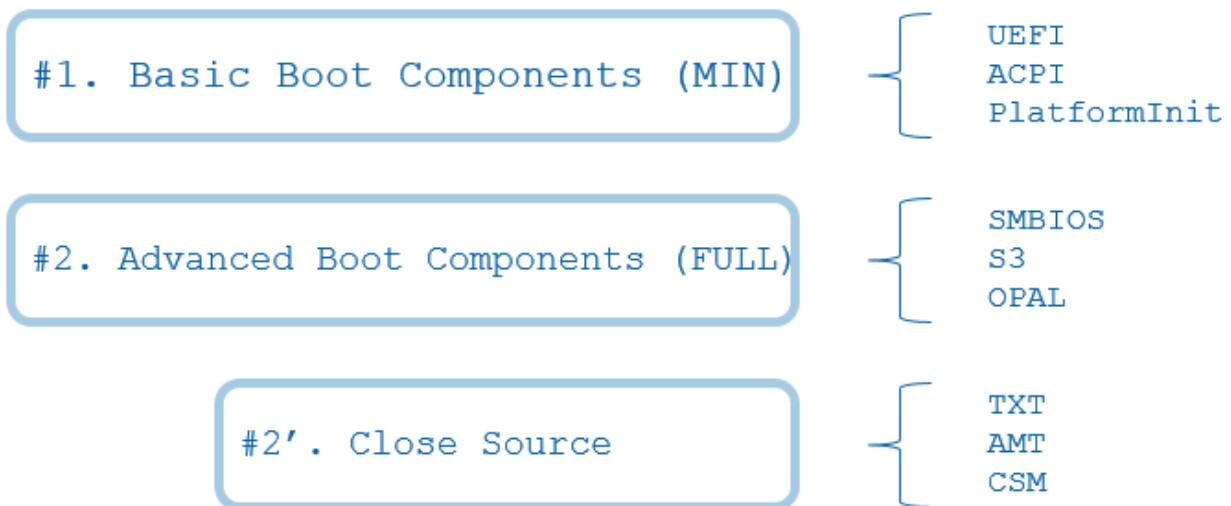 #1. Basic Boot Components (MIN)
UEFI
ACPI
PlatformInit
#2. Advanced Boot Components (FULL)
SMBIOS
S3
OPAL
#2’. Close Source
TXT
AMT
CSM